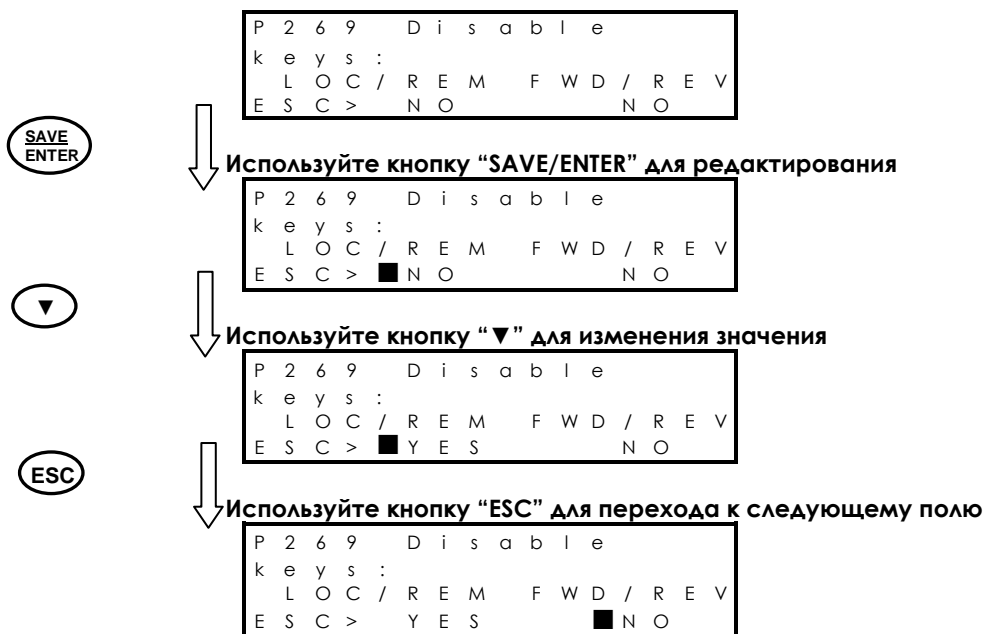 P269 Disable
keys:
LOC/REM FWD/REV
ESC> NO NO
SAVE
ENTER
Используйте кнопку “SAVE/ENTER” для редактирования
P269 Disable
keys:
LOC/REM FWD/REV
ESC> ■NO NO
▼
Используйте кнопку “▼” для изменения значения
P269 Disable
keys:
LOC/REM FWD/REV
ESC> ■YES NO
ESC
Используйте кнопку “ESC” для перехода к следующему полю
P269 Disable
keys:
LOC/REM FWD/REV
ESC> YES ■NO